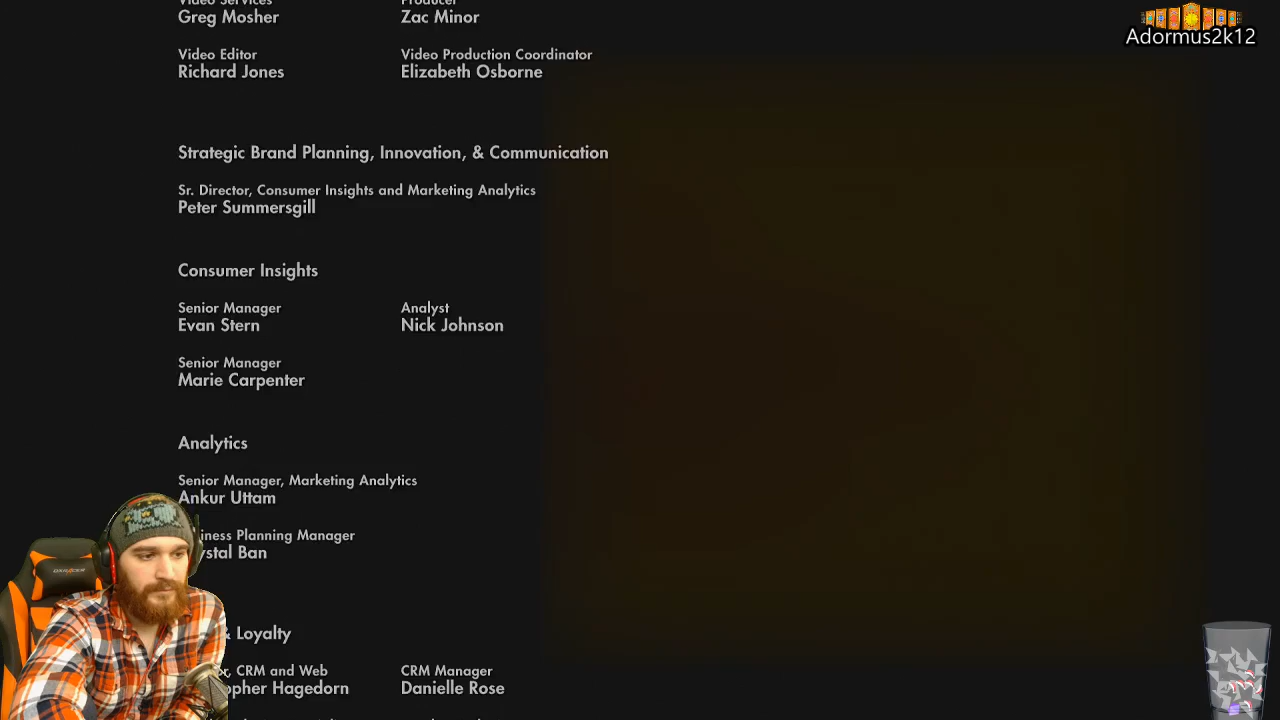 Greg Mosher
Zac Minor
Video Editor
Richard Jones
Video Production Coordinator
Elizabeth Osborne
Strategic Brand Planning, Innovation, & Communication
Sr. Director, Consumer Insights and Marketing Analytics
Peter Summersgill
Consumer Insights
Senior Manager
Evan Stern
Analyst
Nick Johnson
Senior Manager
Marie Carpenter
Analytics
Senior Manager, Marketing Analytics
Ankur Uttam
iness Planning Manager
ystal Ban
& Loyalty
r, CRM and Web
opher Hagedorn
CRM Manager
Danielle Rose
Adormus2k12